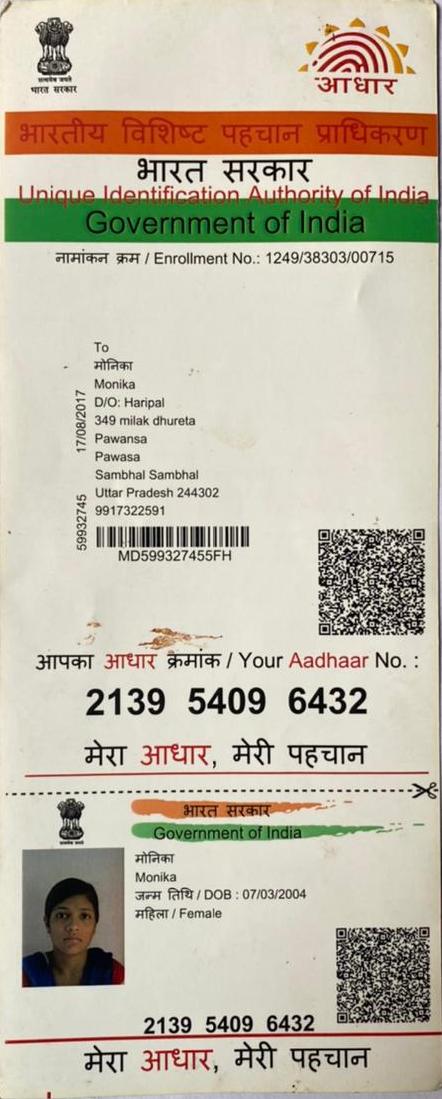 सत्यमेव जयते
भारत सरकार
आधार
भारतीय विशिष्ट पहचान प्राधिकरण
भारत सरकार
Unique Identification Authority of India
Government of India
नामांकन क्रम / Enrollment No.: 1249/38303/00715
To
मोनिका
Monika
D/O: Haripal
349 milak dhureta
Pawansa
Pawasa
Sambhal Sambhal
Uttar Pradesh 244302
9917322591
17/08/2017
59932745
MD599327455FH
आपका आधार क्रमांक / Your Aadhaar No. :
2139 5409 6432
मेरा आधार, मेरी पहचान
भारत सरकार
Government of India
मोनिका
Monika
जन्म तिथि / DOB : 07/03/2004
महिला / Female
2139 5409 6432
मेरा आधार, मेरी पहचान